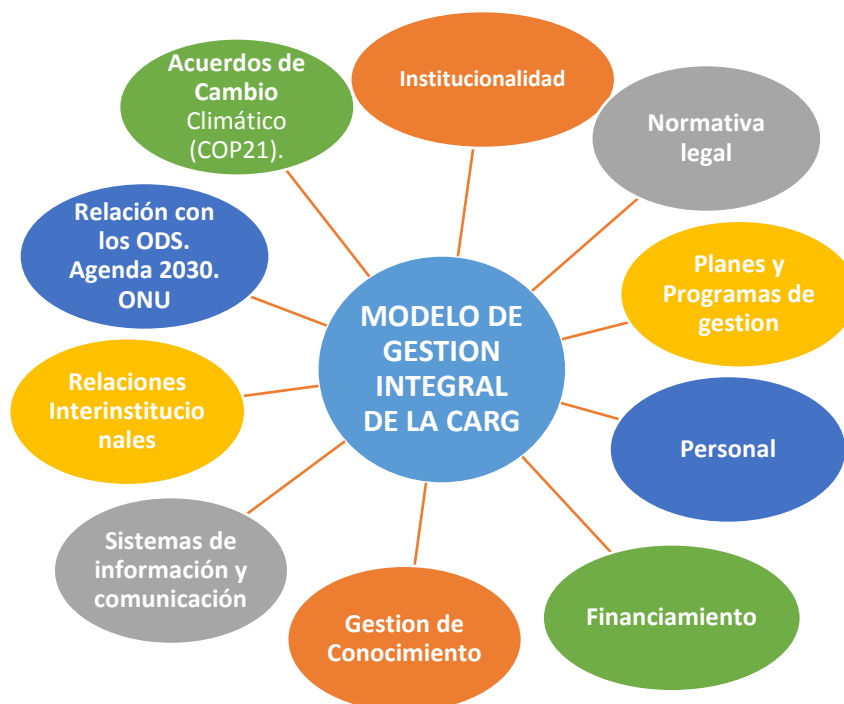 Acuerdos de
Cambio
Climático
(COP21).
Institucionalidad
Normativa
legal
Relación con
los ODS.
Agenda 2030.
ONU
Planes y
Programas de
gestion
MODELO DE
GESTION
INTEGRAL
DE LA CARG
Relaciones
Interinstitucio
nales
Personal
Sistemas de
información y
comunicación
Gestion de
Conocimiento
Financiamiento